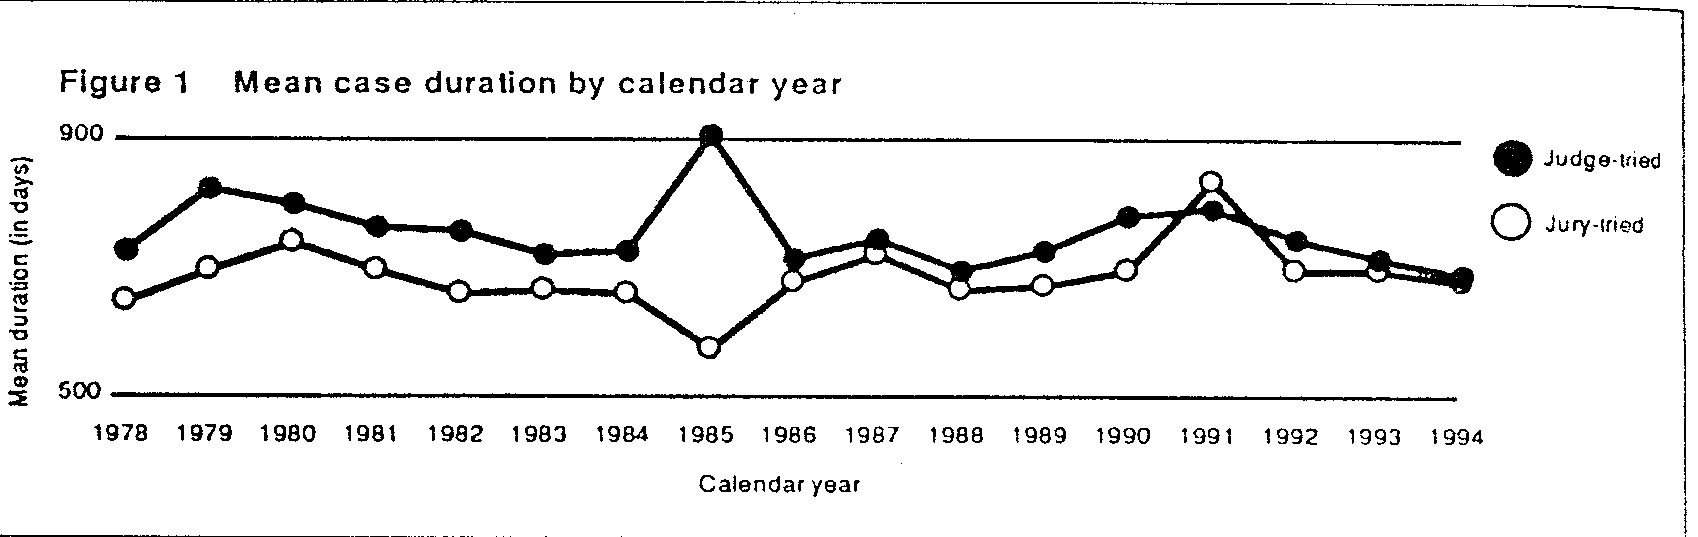 Figure 1 Mean case duration by calendar year
900
Judge-tried
Jury-tried
Mean duration (in days)
500
1978 1979 1980 1981 1982 1983 1984 1985 1986 1987 1988 1989 1990 1991 1992 1993 1994
Calendar year